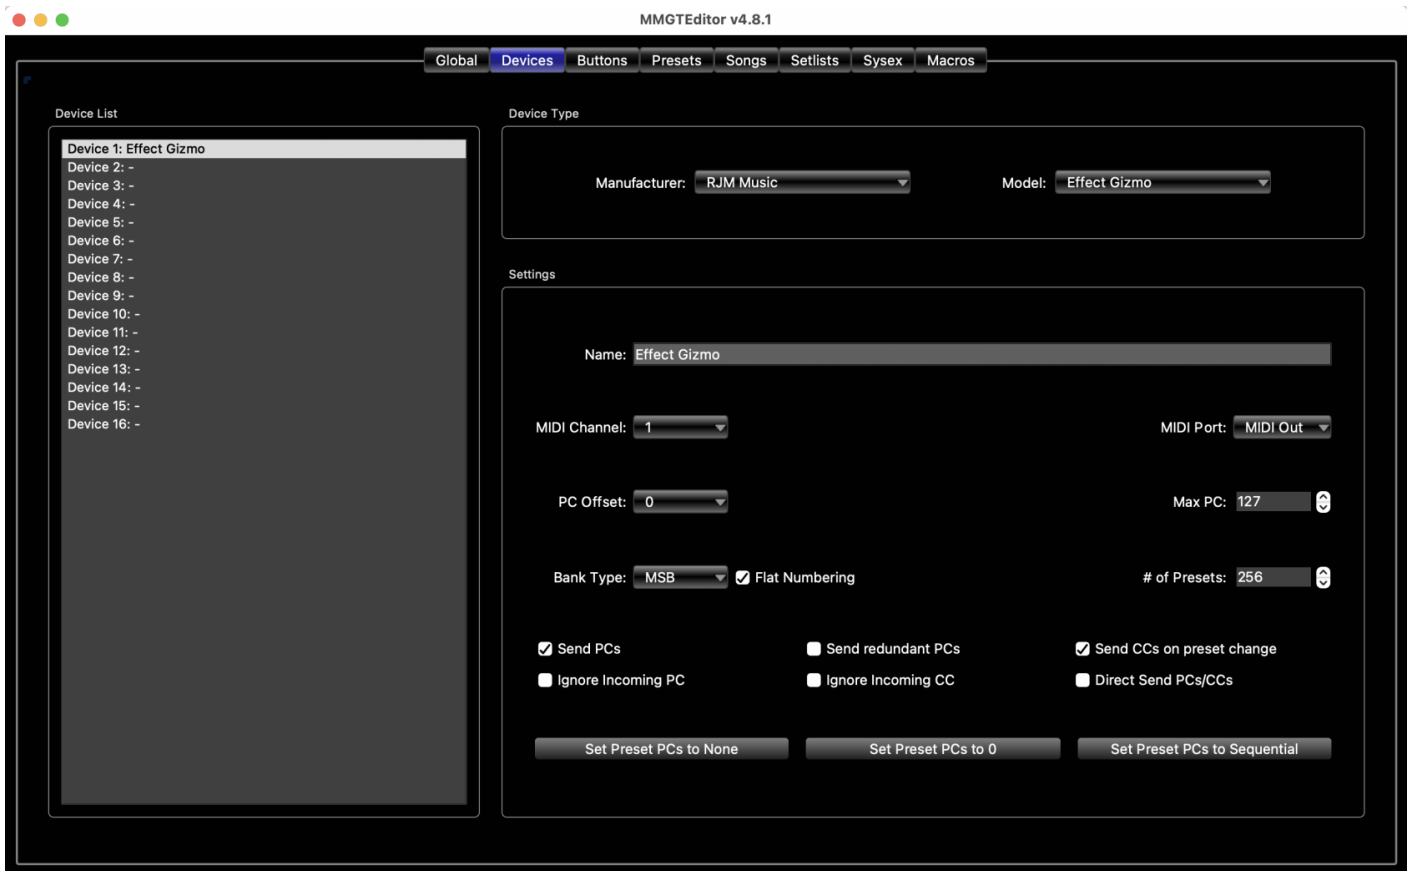 MMGTEditor v4.8.1
Global Devices Buttons Presets Songs Setlists Sysex Macros
Device List
Device 1: Effect Gizmo
Device 2: -
Device 3: -
Device 4: -
Device 5: -
Device 6: -
Device 7: -
Device 8: -
Device 9: -
Device 10: -
Device 11: -
Device 12: -
Device 13: -
Device 14: -
Device 15: -
Device 16: -
Device Type
Manufacturer: RJM Music Model: Effect Gizmo
Settings
Name: Effect Gizmo
MIDI Channel: 1 MIDI Port: MIDI Out
PC Offset: 0 Max PC: 127
Bank Type: MSB Flat Numbering # of Presets: 256
Send PCs Send redundant PCs Send CCs on preset change
Ignore Incoming PC Ignore Incoming CC Direct Send PCs/CCs
Set Preset PCs to None Set Preset PCs to 0 Set Preset PCs to Sequential